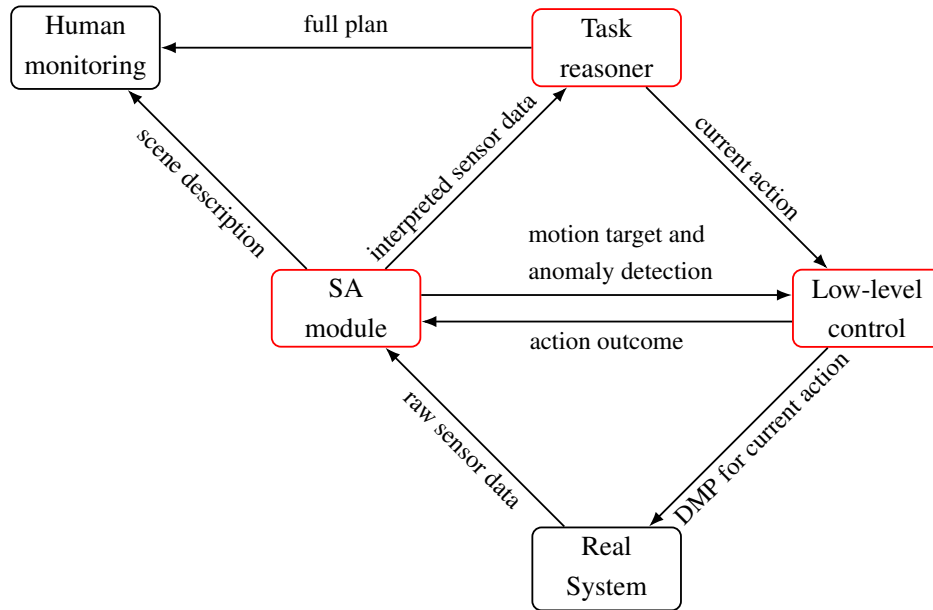 Human
monitoring
full plan
Task
reasoner
scene description
interpreted sensor data
current action
motion target and
anomaly detection
SA
module
Low-level
control
action outcome
raw sensor data
DMP for current action
Real
System